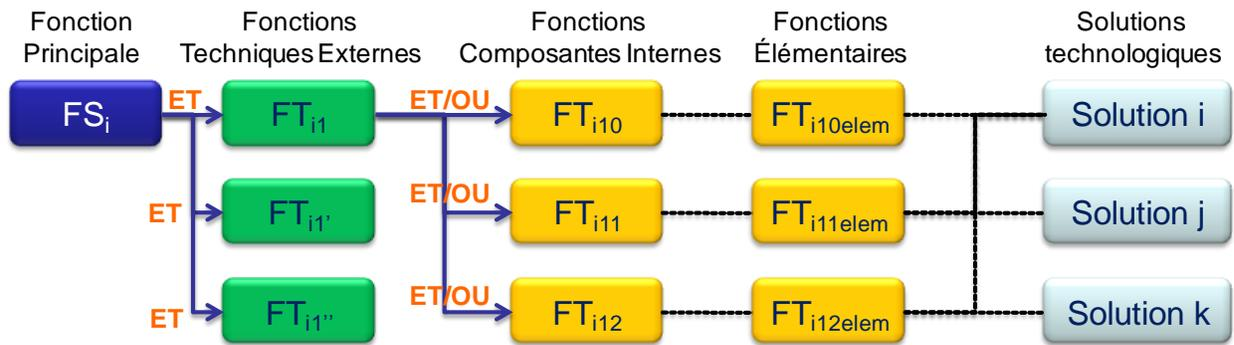 Fonction
Principale
Fonctions
Techniques Externes
Fonctions
Composantes Internes
Fonctions
Élémentaires
Solutions
technologiques
FSi
ET
FTi1
ET/OU
FTi10
FTi10elem
Solution i
ET
FTi1'
ET/OU
FTi11
FTi11elem
Solution j
ET
FTi1''
ET/OU
FTi12
FTi12elem
Solution k